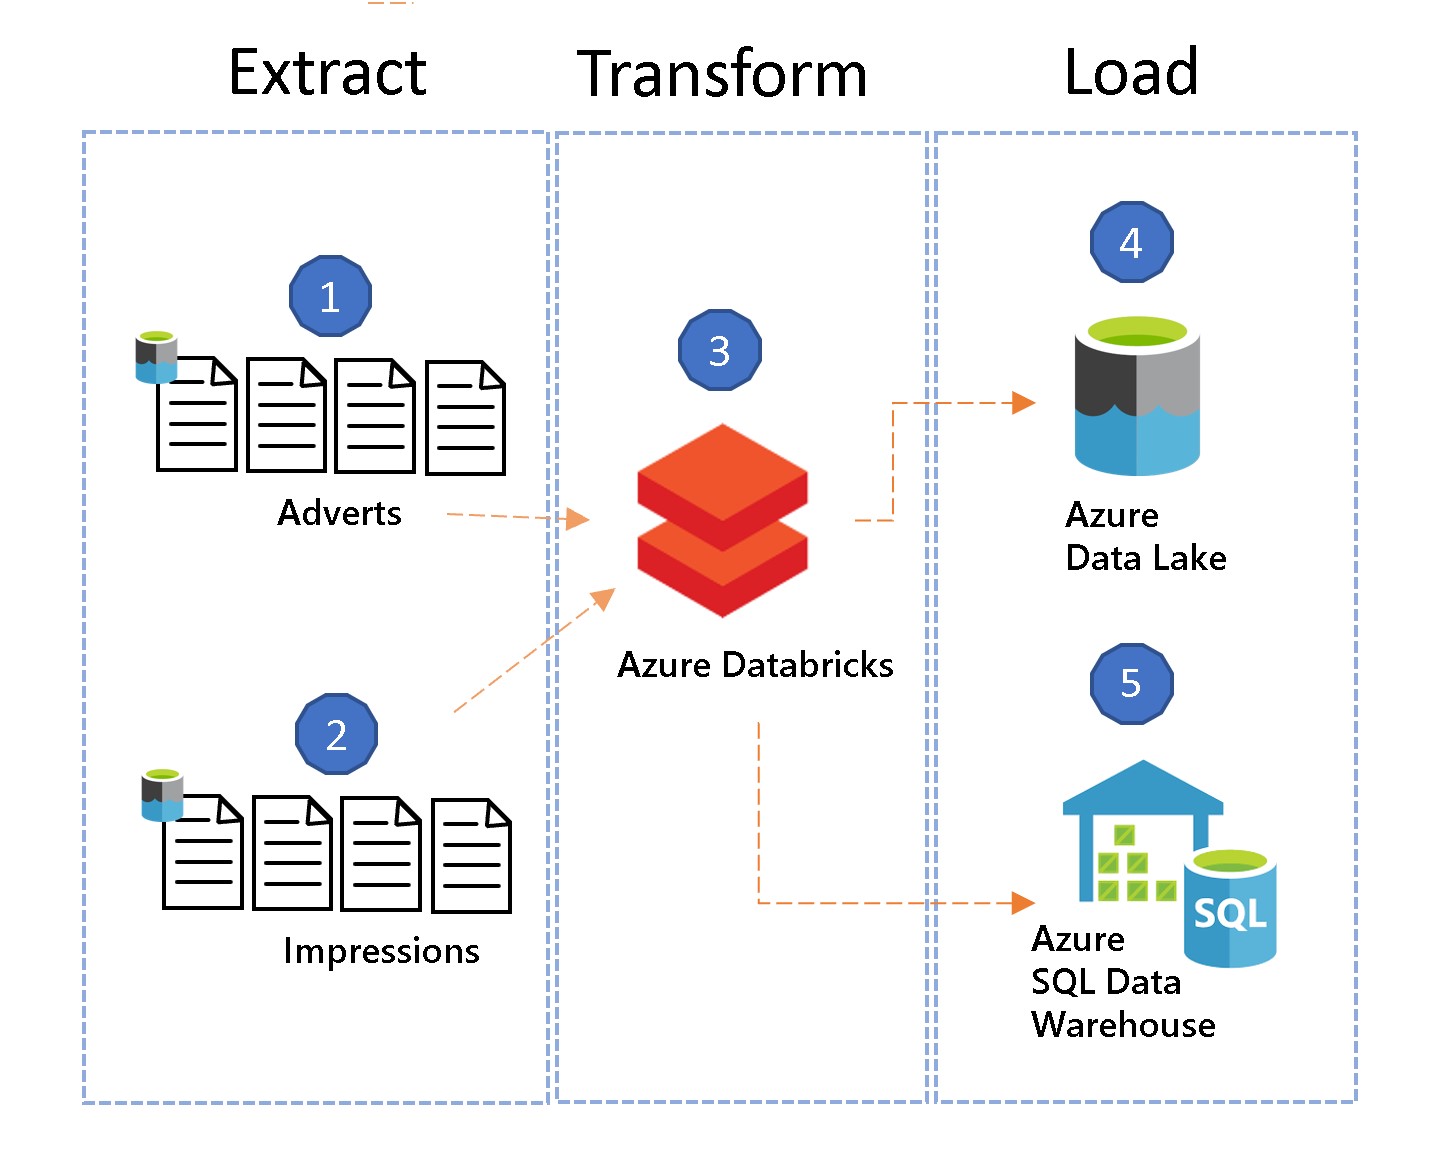 Extract
Transform
Load
1
Adverts
2
Impressions
3
Azure Databricks
4
Azure
Data Lake
5
SQL
Azure
SQL Data
Warehouse